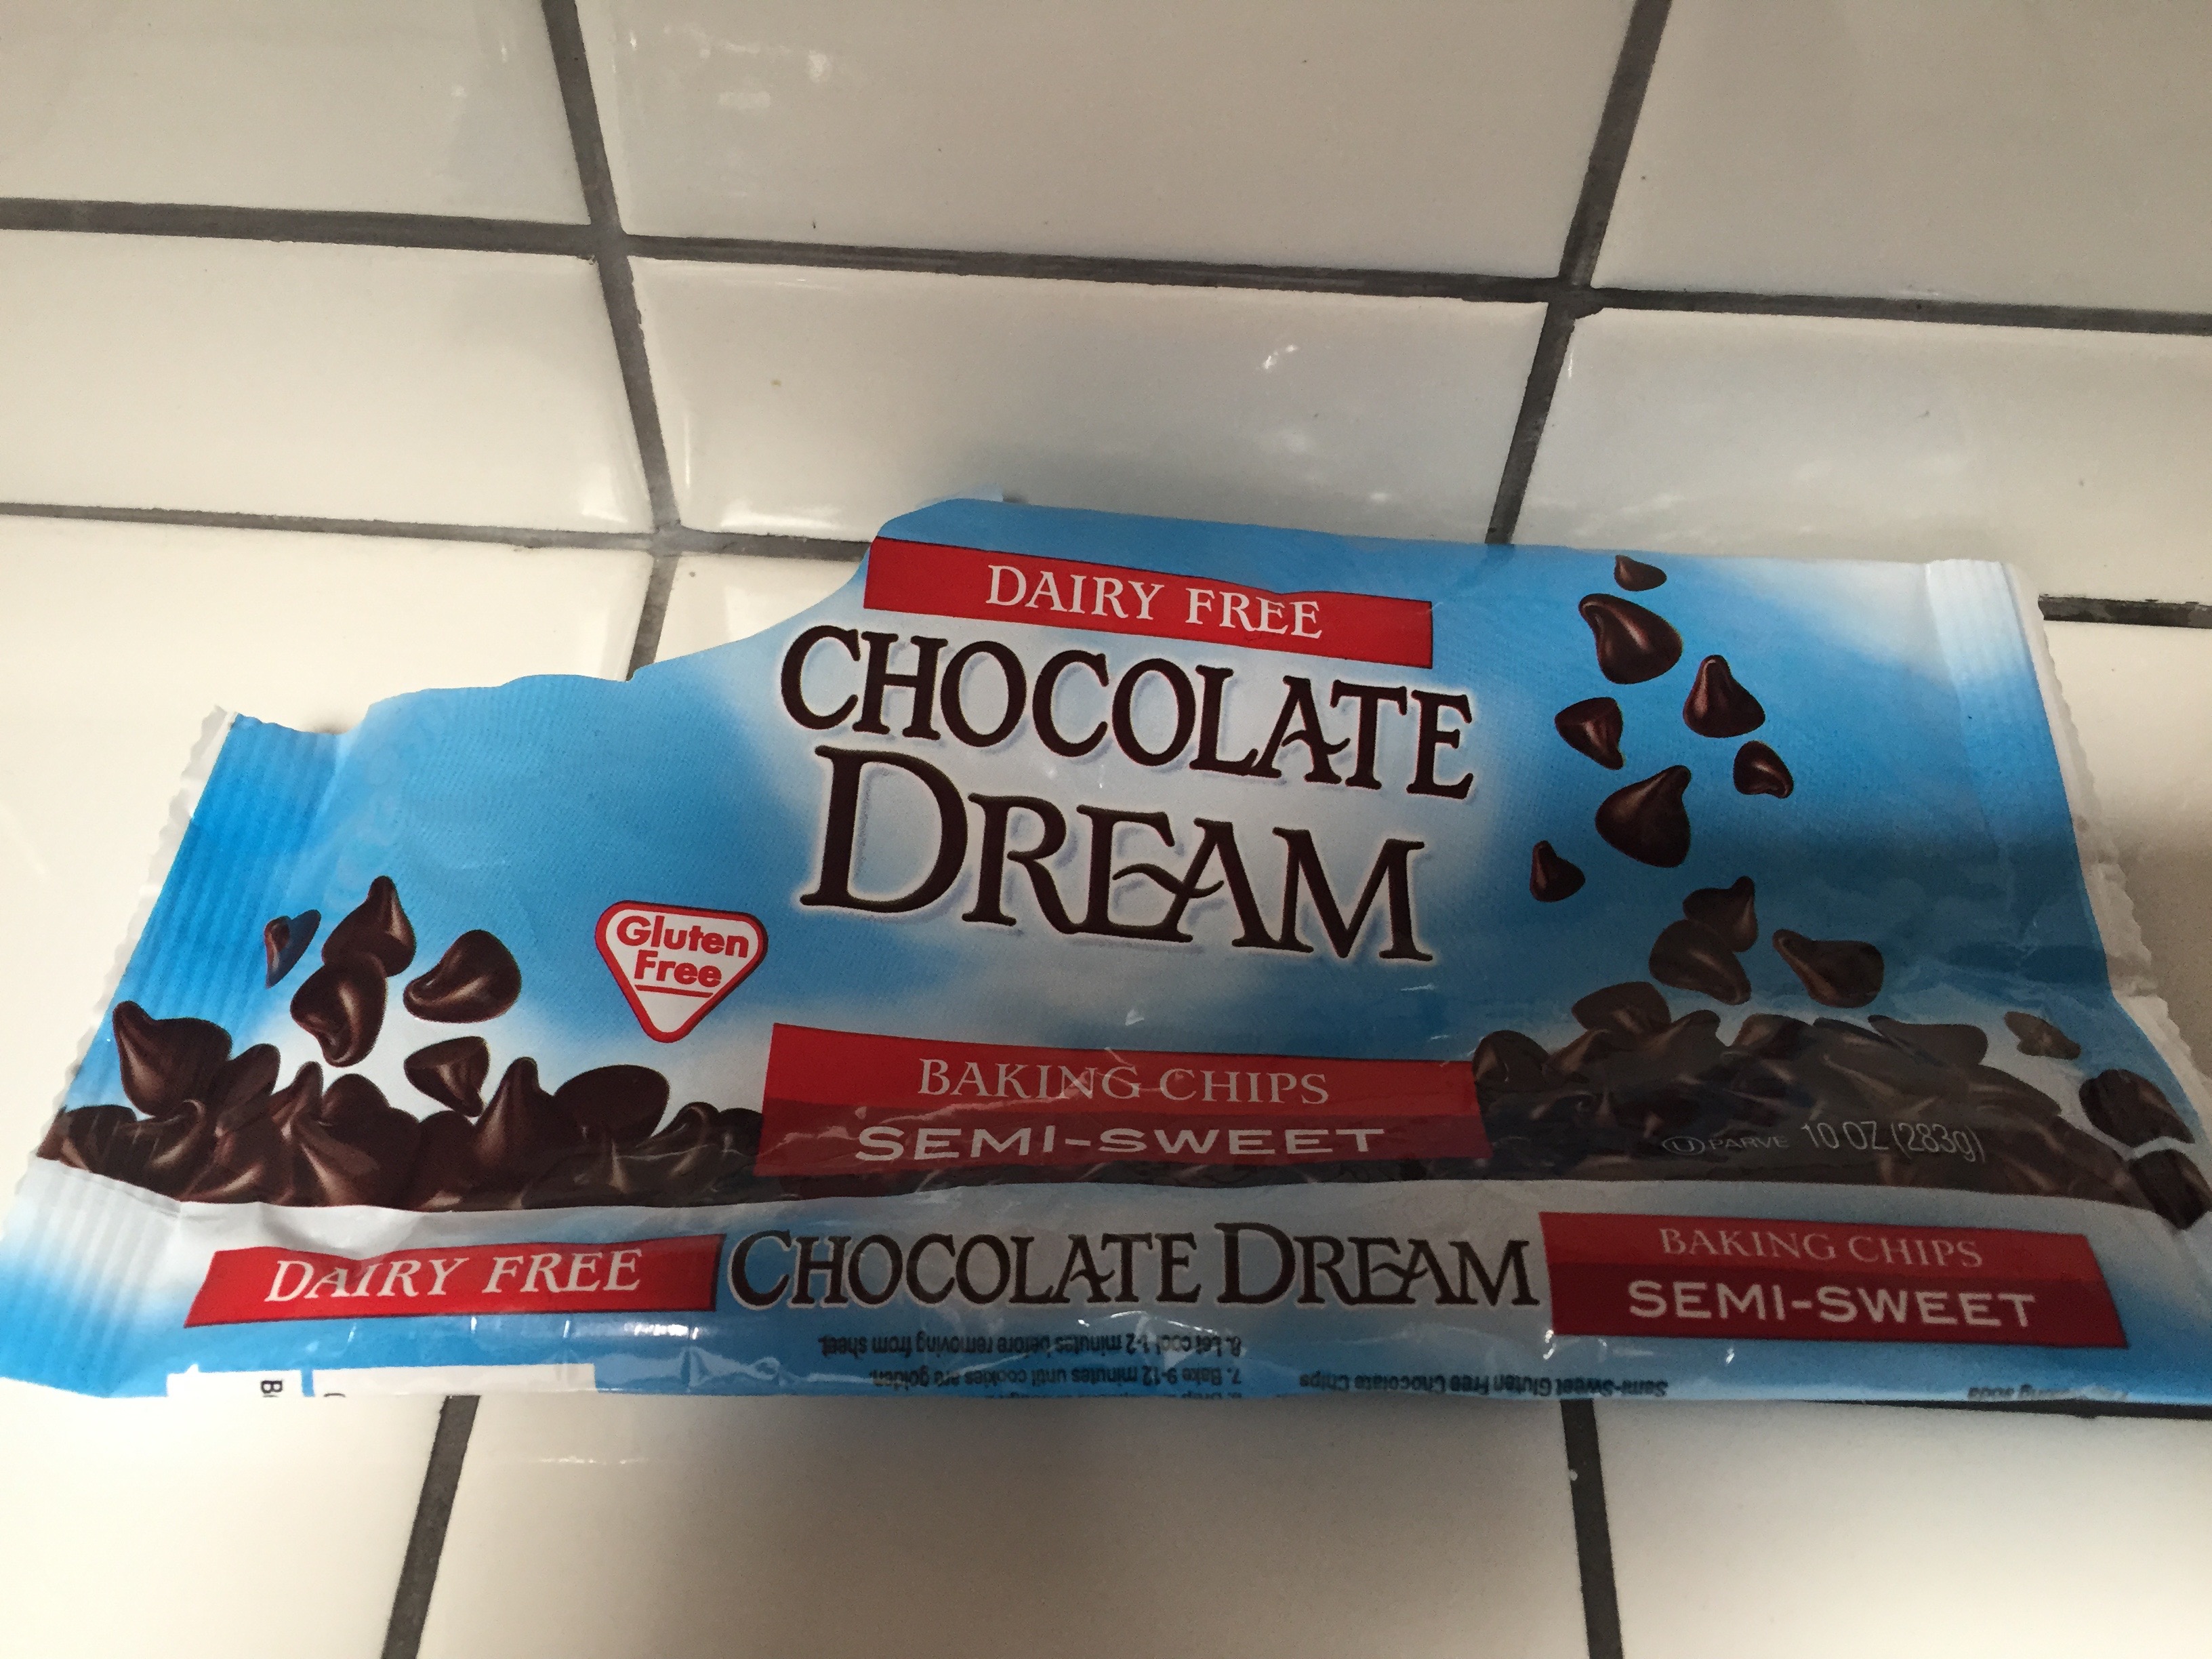 DAIRY FREE
CHOCOLATE
DREAM
Gluten
Free
BAKING CHIPS
SEMI-SWEET
U PARVE 10 OZ (283g)
DAIRY FREE CHOCOLATE DREAM BAKING CHIPS
SEMI-SWEET
8. Let cool 1-2 minutes before removing from sheet.
7. Bake 9-12 minutes until cookies are golden.
Semi-Sweet Gluten Free Chocolate Chips